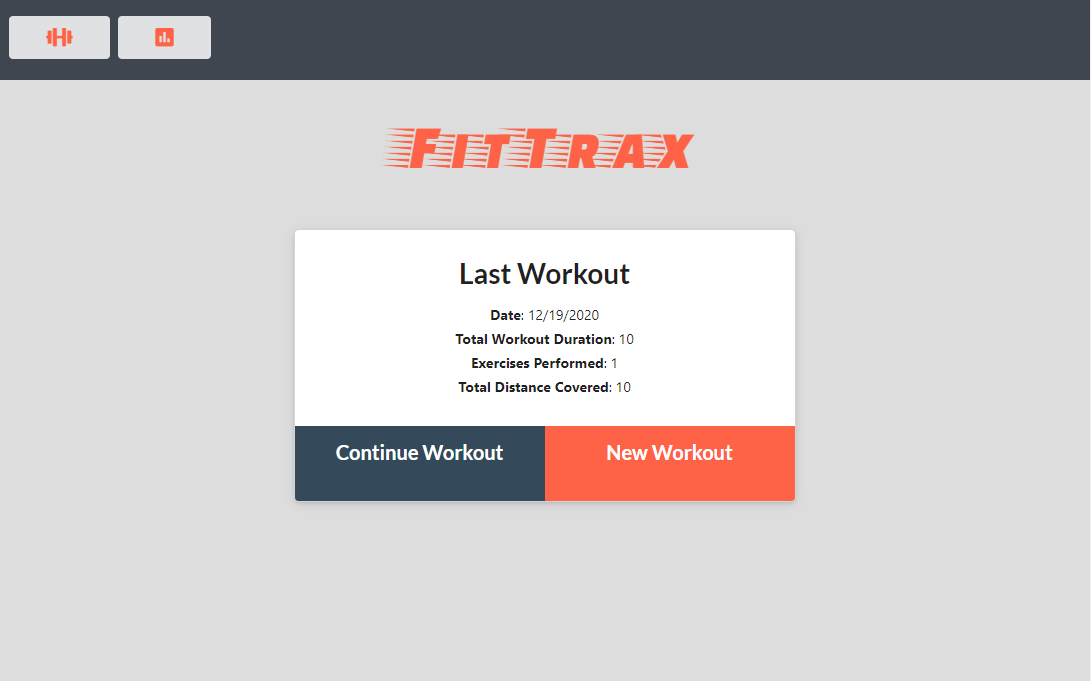 FitTrax
Last Workout
Date: 12/19/2020
Total Workout Duration: 10
Exercises Performed: 1
Total Distance Covered: 10
Continue Workout
New Workout